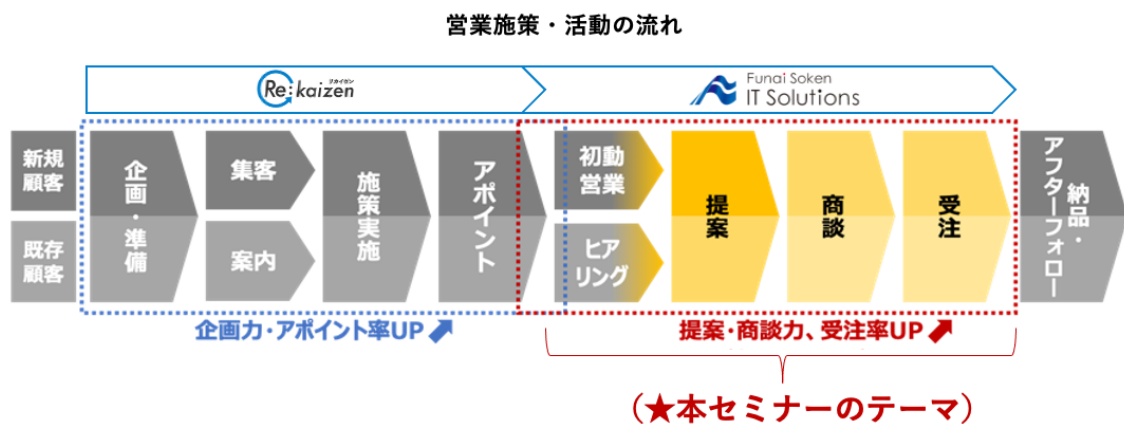 営業施策・活動の流れ
リカイゼン
Re:kaizen
Funai Soken
IT Solutions
新規
顧客
既存
顧客
企画・準備
集客
案内
施策実施
アポイント
初動
営業
ヒア
リング
提案
商談
受注
納品・
アフターフォロー
企画力・アポイント率UP
提案・商談力、受注率UP
(★本セミナーのテーマ)